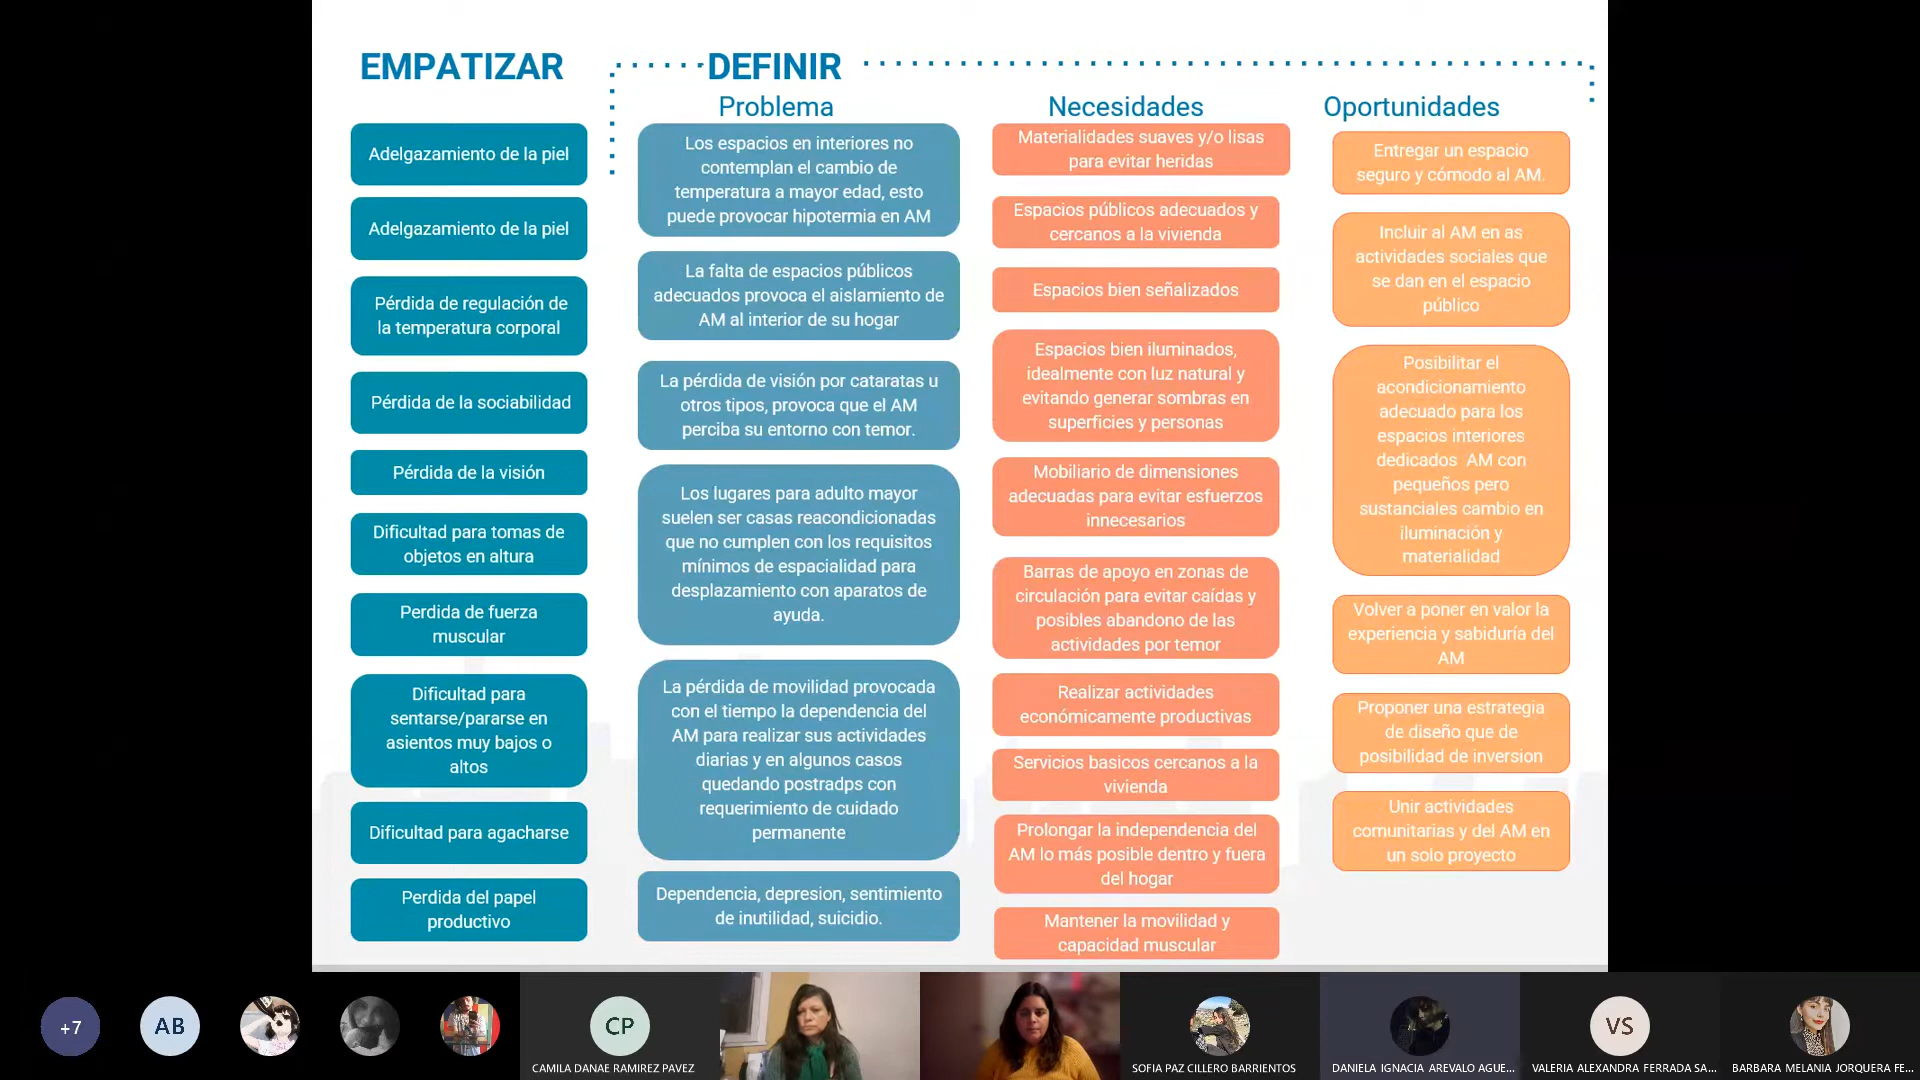 EMPATIZAR
DEFINIR
Problema
Necesidades
Oportunidades
Adelgazamiento de la piel
Adelgazamiento de la piel
Pérdida de regulación de
la temperatura corporal
Pérdida de la sociabilidad
Pérdida de la visión
Dificultad para tomas de
objetos en altura
Perdida de fuerza
muscular
Dificultad para
sentarse/pararse en
asientos muy bajos o
altos
Dificultad para agacharse
Perdida del papel
productivo
Los espacios en interiores no
contemplan el cambio de
temperatura a mayor edad, esto
puede provocar hipotermia en AM
La falta de espacios públicos
adecuados provoca el aislamiento de
AM al interior de su hogar
La pérdida de visión por cataratas u
otros tipos, provoca que el AM
perciba su entorno con temor.
Los lugares para adulto mayor
suelen ser casas reacondicionadas
que no cumplen con los requisitos
mínimos de espacialidad para
desplazamiento con aparatos de
ayuda.
La pérdida de movilidad provocada
con el tiempo la dependencia del
AM para realizar sus actividades
diarias y en algunos casos
quedando postradps con
requerimiento de cuidado
permanente
Dependencia, depresion, sentimiento
de inutilidad, suicidio.
Materialidades suaves y/o lisas
para evitar heridas
Espacios públicos adecuados y
cercanos a la vivienda
Espacios bien señalizados
Espacios bien iluminados,
idealmente con luz natural y
evitando generar sombras en
superficies y personas
Mobiliario de dimensiones
adecuadas para evitar esfuerzos
innecesarios
Barras de apoyo en zonas de
circulación para evitar caídas y
posibles abandono de las
actividades por temor
Realizar actividades
económicamente productivas
Servicios basicos cercanos a la
vivienda
Prolongar la independencia del
AM lo más posible dentro y fuera
del hogar
Mantener la movilidad y
capacidad muscular
Entregar un espacio
seguro y cómodo al AM.
Incluir al AM en as
actividades sociales que
se dan en el espacio
público
Posibilitar el
acondicionamiento
adecuado para los
espacios interiores
dedicados AM con
pequeños pero
sustanciales cambio en
iluminación y
materialidad
Volver a poner en valor la
experiencia y sabiduría del
AM
Proponer una estrategia
de diseño que de
posibilidad de inversion
Unir actividades
comunitarias y del AM en
un solo proyecto
+7
AB
CP
VS
CAMILA DANAE RAMIREZ PAVEZ
SOFIA PAZ CILLERO BARRIENTOS
DANIELA IGNACIA AREVALO AGUE...
VALERIA ALEXANDRA FERRADA SA...
BARBARA MELANIA JORQUERA FE...